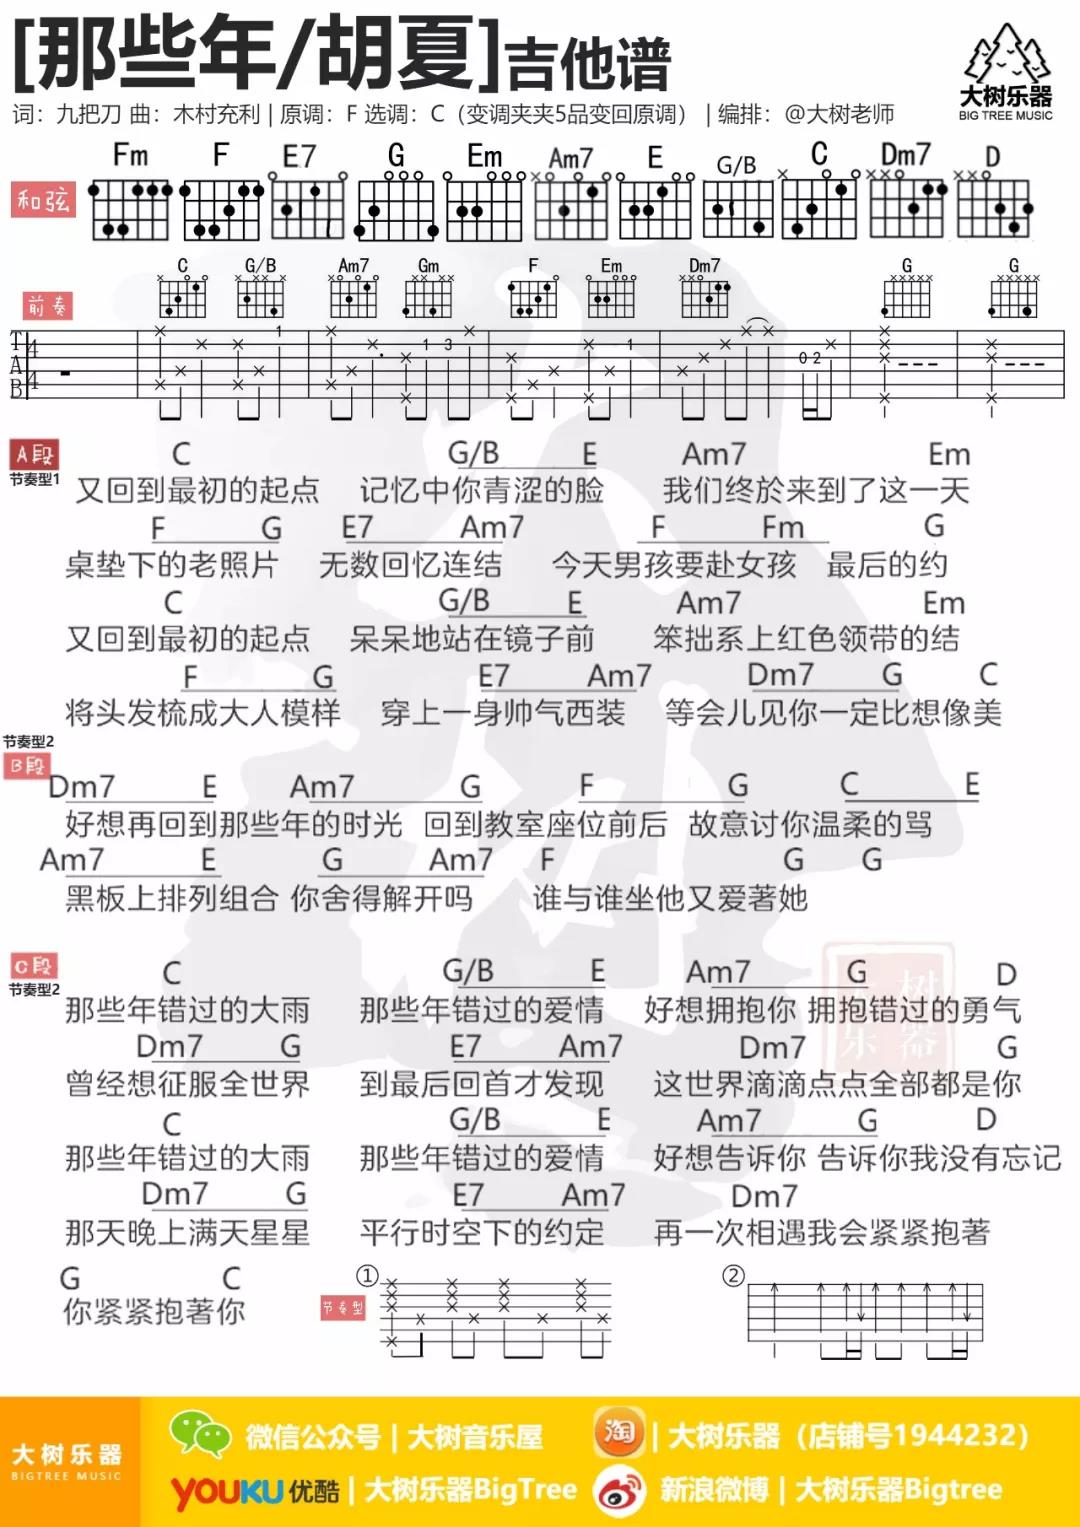 [那些年/胡夏]吉他谱
大树乐器
BIG TREE MUSIC
词：九把刀 曲：木村充利 | 原调：F 选调：C（变调夹夹5品变回原调） | 编排：@大树老师
和弦 Fm F E7 G Em Am7 E G/B C Dm7 D
前奏 C G/B Am7 Gm F Em Dm7 G G
TAB 4/4 1 1 3 1 0 2
A段 C G/B E Am7 Em
节奏型1
又回到最初的起点 记忆中你青涩的脸 我们终於来到了这一天
F G E7 Am7 F Fm G
桌垫下的老照片 无数回忆连结 今天男孩要赴女孩 最后的约
C G/B E Am7 Em
又回到最初的起点 呆呆地站在镜子前 笨拙系上红色领带的结
F G E7 Am7 Dm7 G C
将头发梳成大人模样 穿上一身帅气西装 等会儿见你一定比想像美
节奏型2
B段
Dm7 E Am7 G F G C E
好想再回到那些年的时光 回到教室座位前后 故意讨你温柔的骂
Am7 E G Am7 F G G
黑板上排列组合 你舍得解开吗 谁与谁坐他又爱著她
C段 C G/B E Am7 G D
节奏型2
那些年错过的大雨 那些年错过的爱情 好想拥抱你 拥抱错过的勇气
Dm7 G E7 Am7 Dm7 G
曾经想征服全世界 到最后回首才发现 这世界滴滴点点全部都是你
C G/B E Am7 G D
那些年错过的大雨 那些年错过的爱情 好想告诉你 告诉你我没有忘记
Dm7 G E7 Am7 Dm7
那天晚上满天星星 平行时空下的约定 再一次相遇我会紧紧抱著
G C
你紧紧抱著你
节奏型 ① ②
大树乐器
BIGTREE MUSIC
微信公众号 | 大树音乐屋
淘 | 大树乐器（店铺号1944232）
YOUKU 优酷 | 大树乐器BigTree
新浪微博 | 大树乐器Bigtree